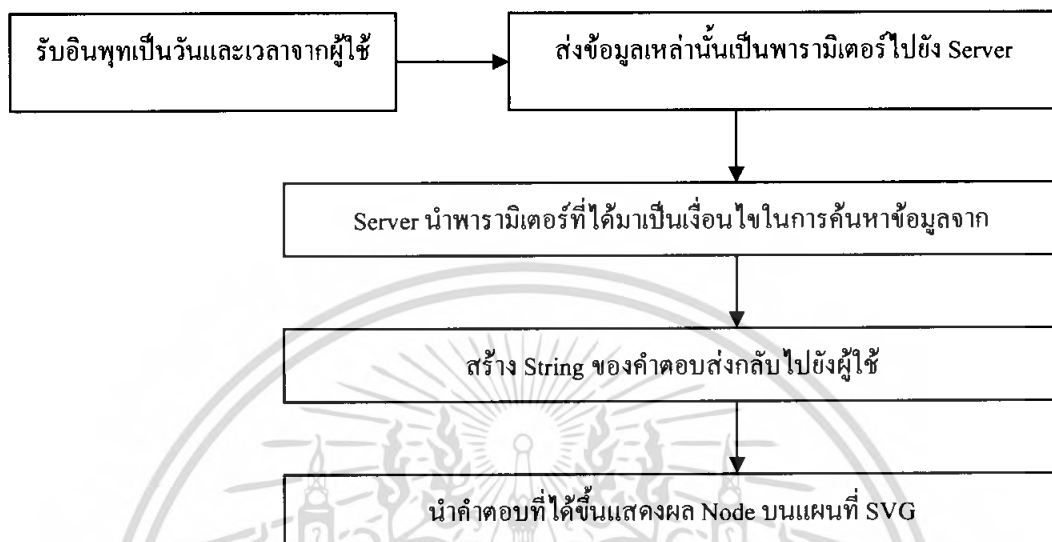 รับอินพุทเป็นวันและเวลาจากผู้ใช้
ส่งข้อมูลเหล่านั้นเป็นพารามิเตอร์ไปยัง Server
Server นำพารามิเตอร์ที่ได้มาเป็นเงื่อนไขในการค้นหาข้อมูลจาก
สร้าง String ของคำตอบส่งกลับไปยังผู้ใช้
นำคำตอบที่ได้ขึ้นแสดงผล Node บนแผนที่ SVG